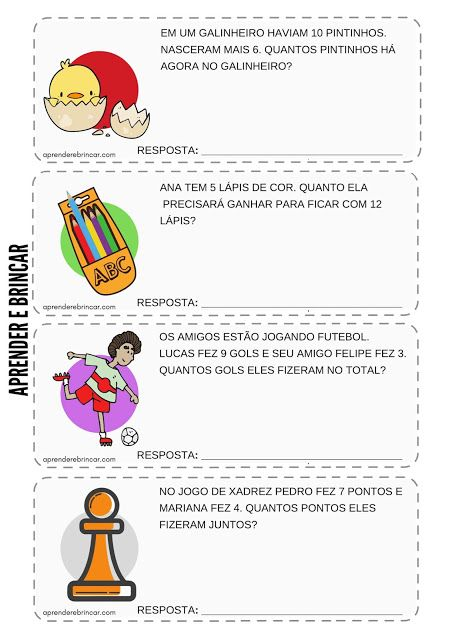 EM UM GALINHEIRO HAVIAM 10 PINTINHOS.
NASCERAM MAIS 6. QUANTOS PINTINHOS HÁ
AGORA NO GALINHEIRO?
RESPOSTA: ____________________
aprenderebrincar.com
ANA TEM 5 LÁPIS DE COR. QUANTO ELA
PRECISARÁ GANHAR PARA FICAR COM 12
LÁPIS?
ABC
RESPOSTA: ____________________
aprenderebrincar.com
APRENDER E BRINCAR
OS AMIGOS ESTÃO JOGANDO FUTEBOL.
LUCAS FEZ 9 GOLS E SEU AMIGO FELIPE FEZ 3.
QUANTOS GOLS ELES FIZERAM NO TOTAL?
RESPOSTA: ____________________
aprenderebrincar.com
NO JOGO DE XADREZ PEDRO FEZ 7 PONTOS E
MARIANA FEZ 4. QUANTOS PONTOS ELES
FIZERAM JUNTOS?
RESPOSTA: ____________________
aprenderebrincar.com